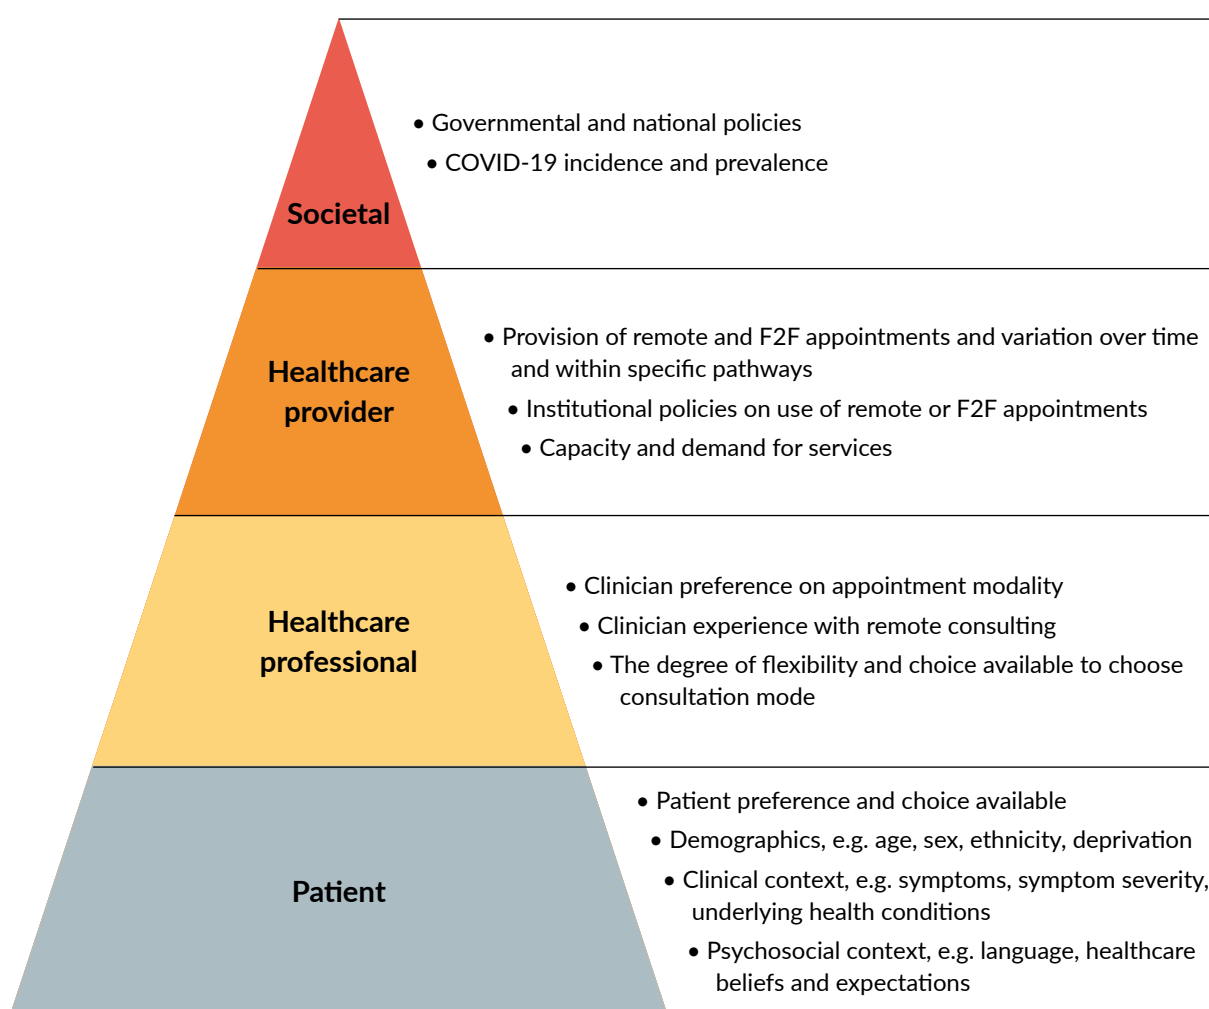 • Governmental and national policies
• COVID-19 incidence and prevalence
Societal
• Provision of remote and F2F appointments and variation over time
and within specific pathways
Healthcare
provider
• Institutional policies on use of remote or F2F appointments
• Capacity and demand for services
• Clinician preference on appointment modality
Healthcare
professional
• Clinician experience with remote consulting
• The degree of flexibility and choice available to choose
consultation mode
• Patient preference and choice available
• Demographics, e.g. age, sex, ethnicity, deprivation
Patient
• Clinical context, e.g. symptoms, symptom severity,
underlying health conditions
• Psychosocial context, e.g. language, healthcare
beliefs and expectations